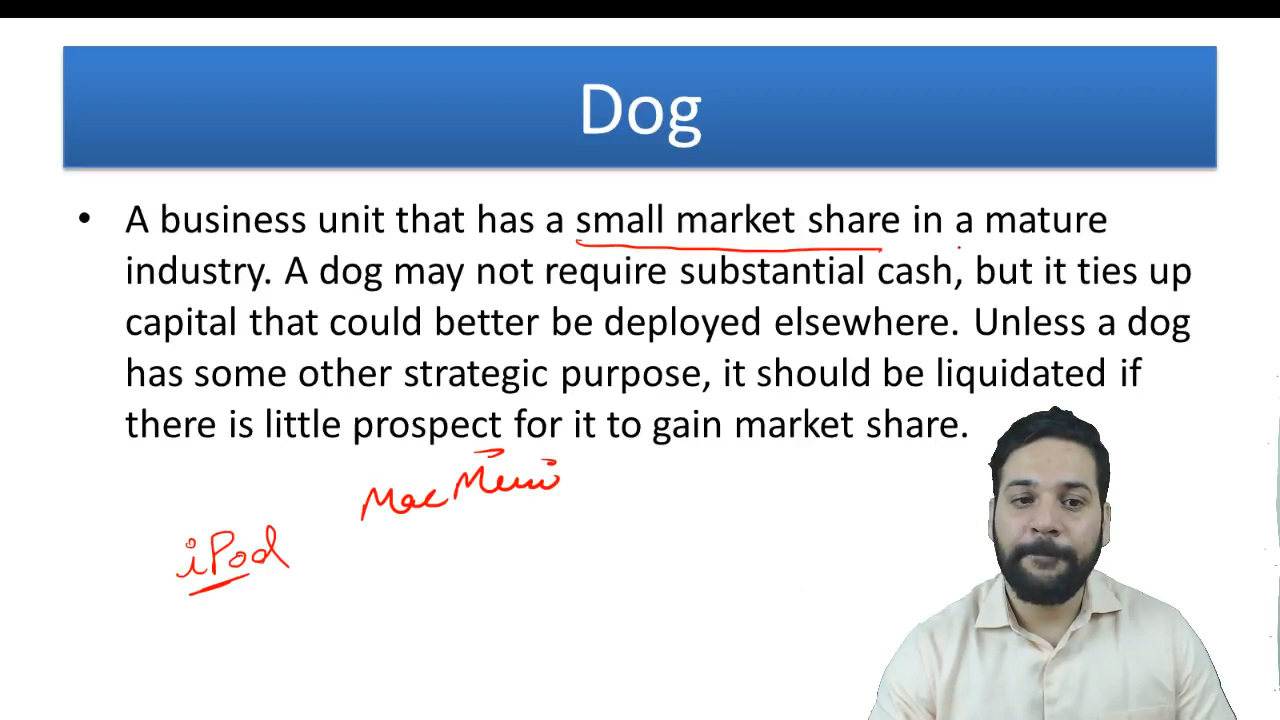 Dog
• A business unit that has a small market share in a mature
industry. A dog may not require substantial cash, but it ties up
capital that could better be deployed elsewhere. Unless a dog
has some other strategic purpose, it should be liquidated if
there is little prospect for it to gain market share.
Mac
iPod